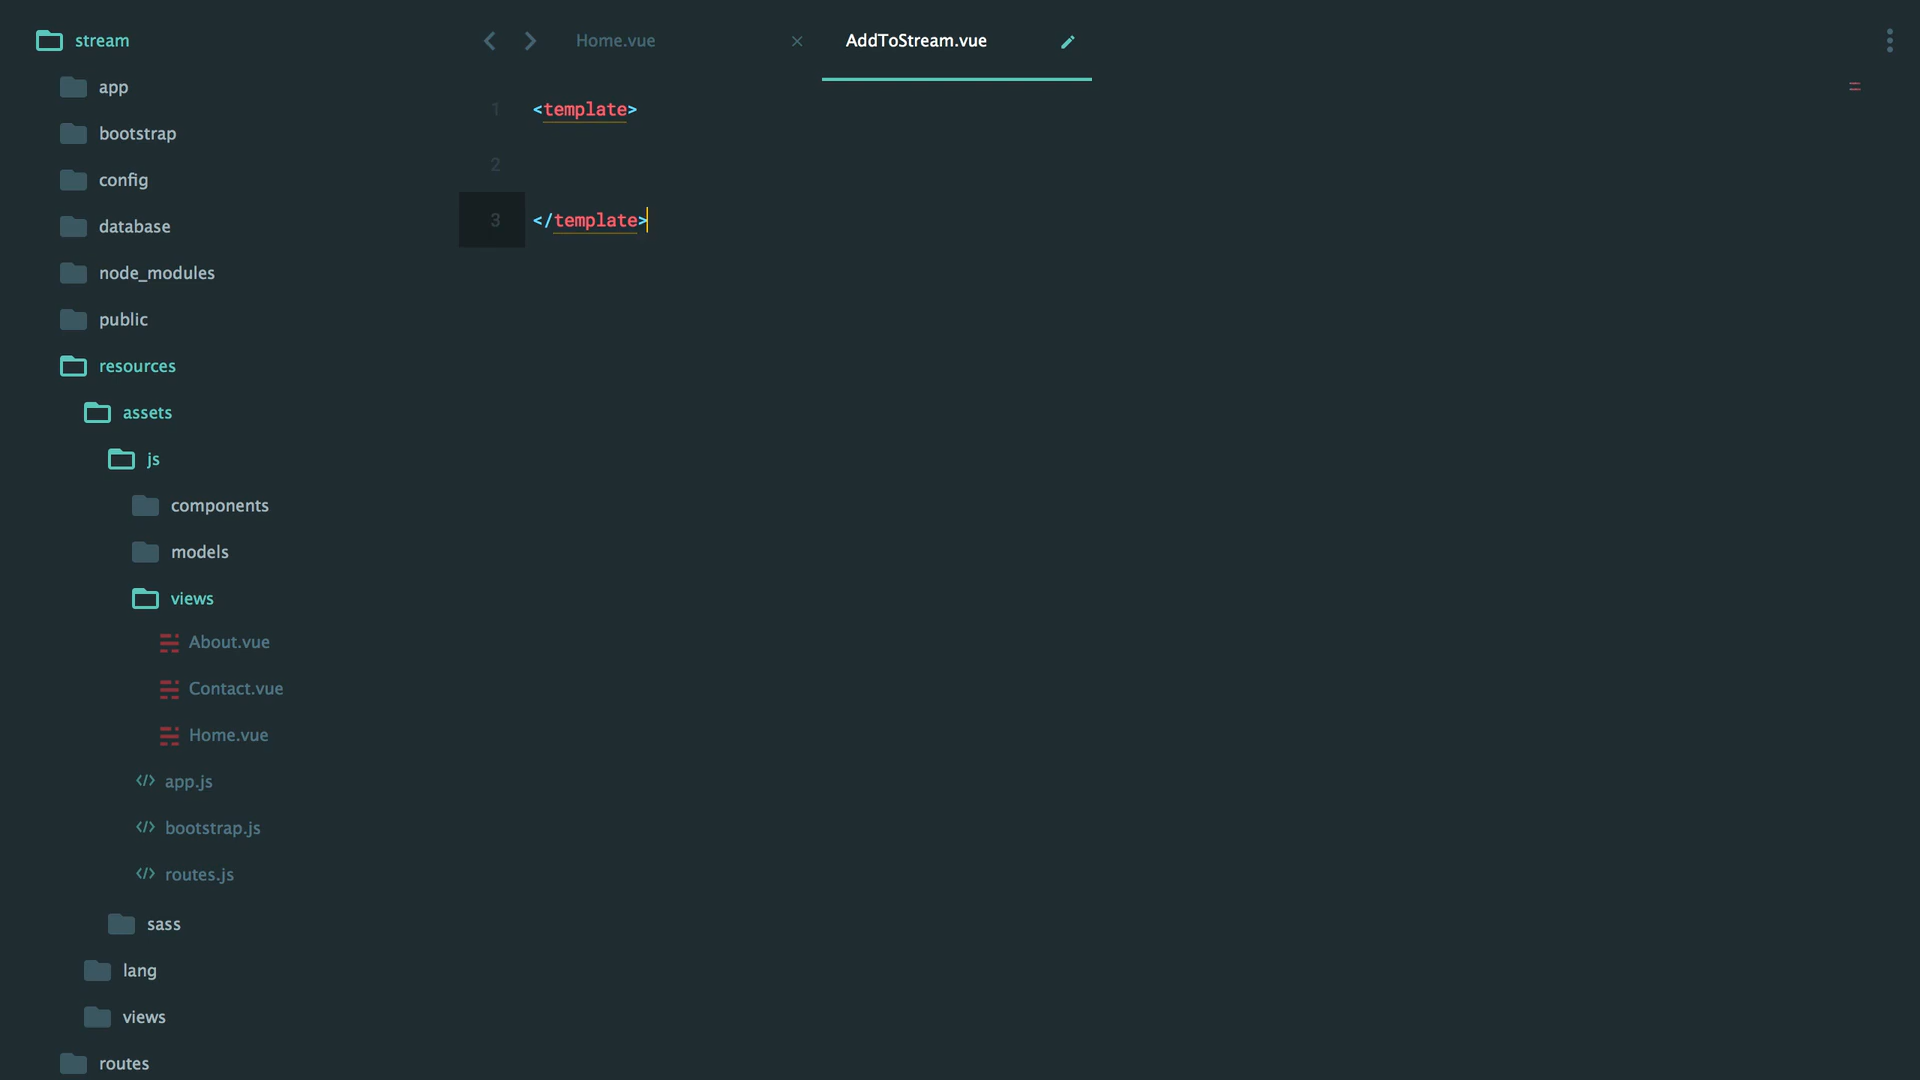 stream
app
bootstrap
config
database
node_modules
public
resources
assets
js
components
models
views
About.vue
Contact.vue
Home.vue
app.js
bootstrap.js
routes.js
sass
lang
views
routes
Home.vue
AddToStream.vue
1 <template>
2
3 </template>